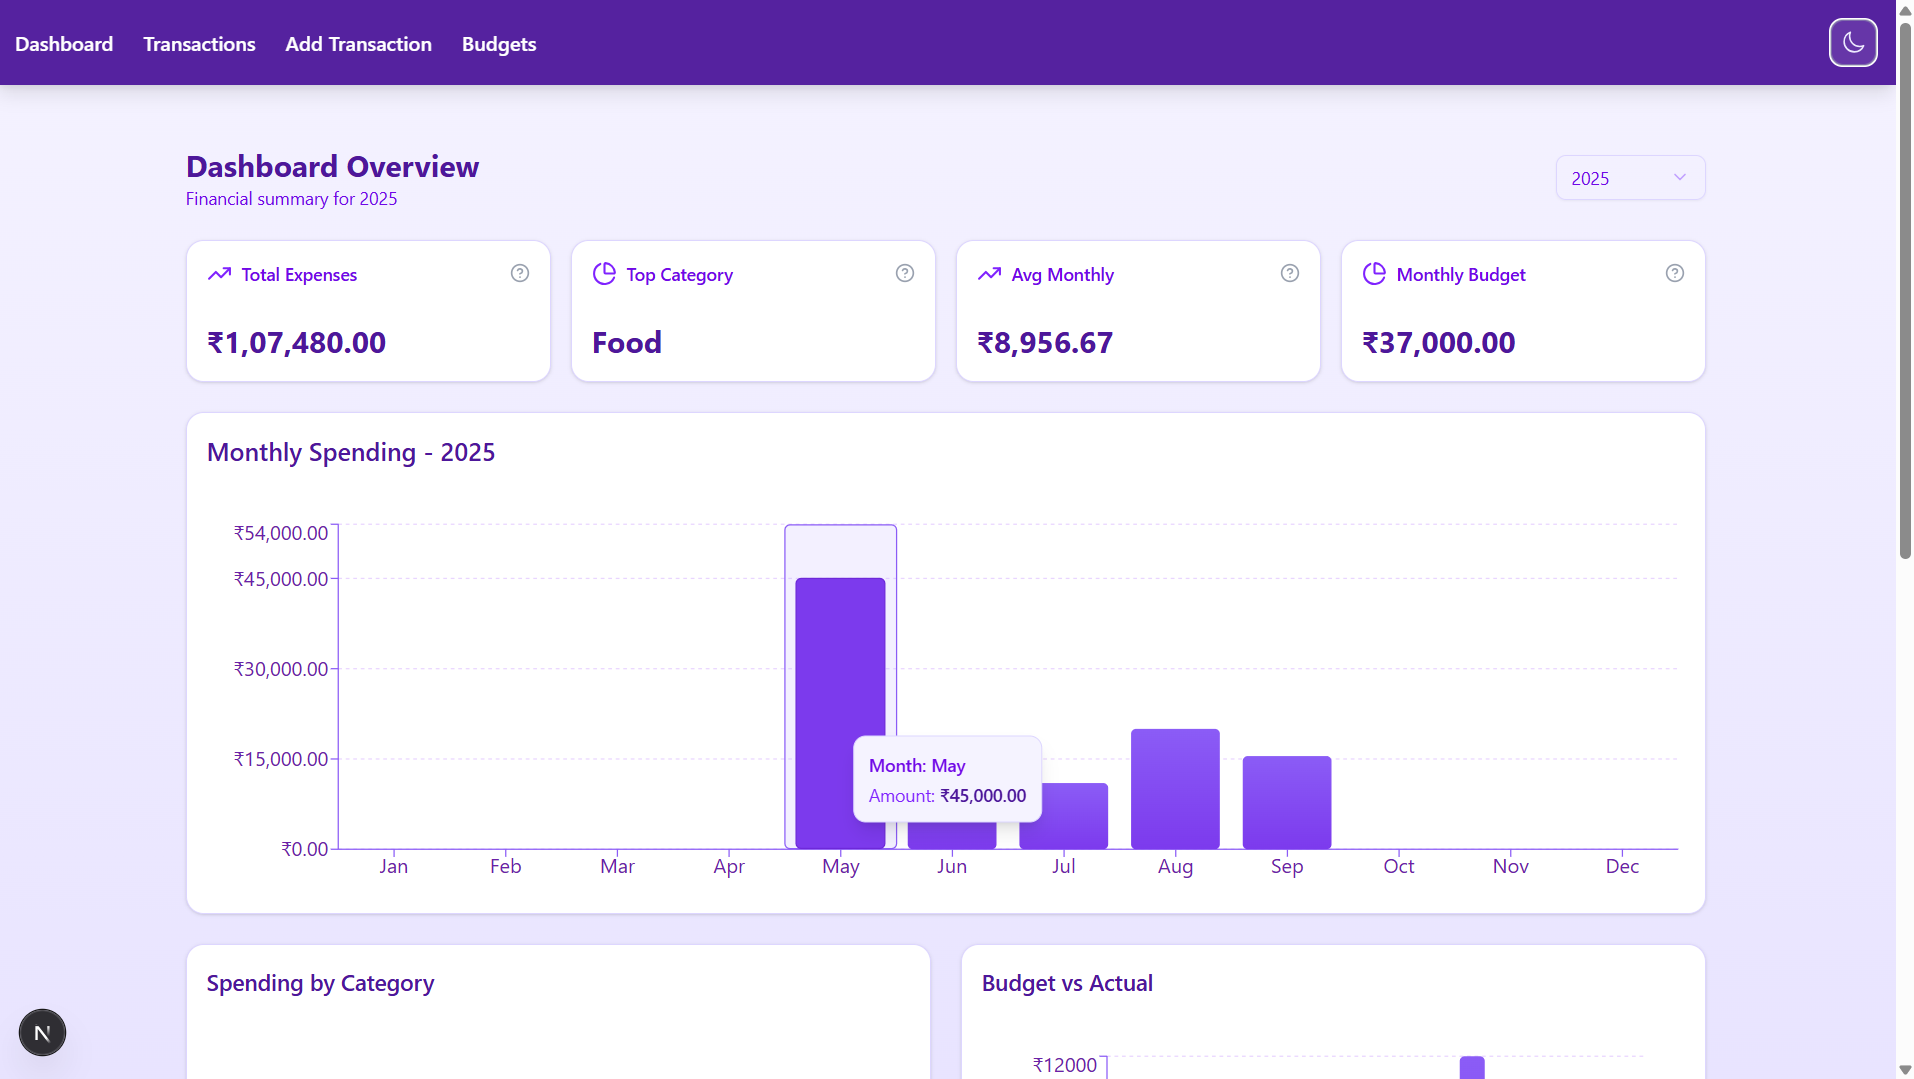 Dashboard Transactions Add Transaction Budgets
Dashboard Overview
Financial summary for 2025
2025
Total Expenses
₹1,07,480.00
Top Category
Food
Avg Monthly
₹8,956.67
Monthly Budget
₹37,000.00
Monthly Spending - 2025
₹54,000.00
₹45,000.00
₹30,000.00
₹15,000.00
₹0.00
Month: May
Amount: ₹45,000.00
Jan Feb Mar Apr May Jun Jul Aug Sep Oct Nov Dec
Spending by Category
Budget vs Actual
₹12000
N